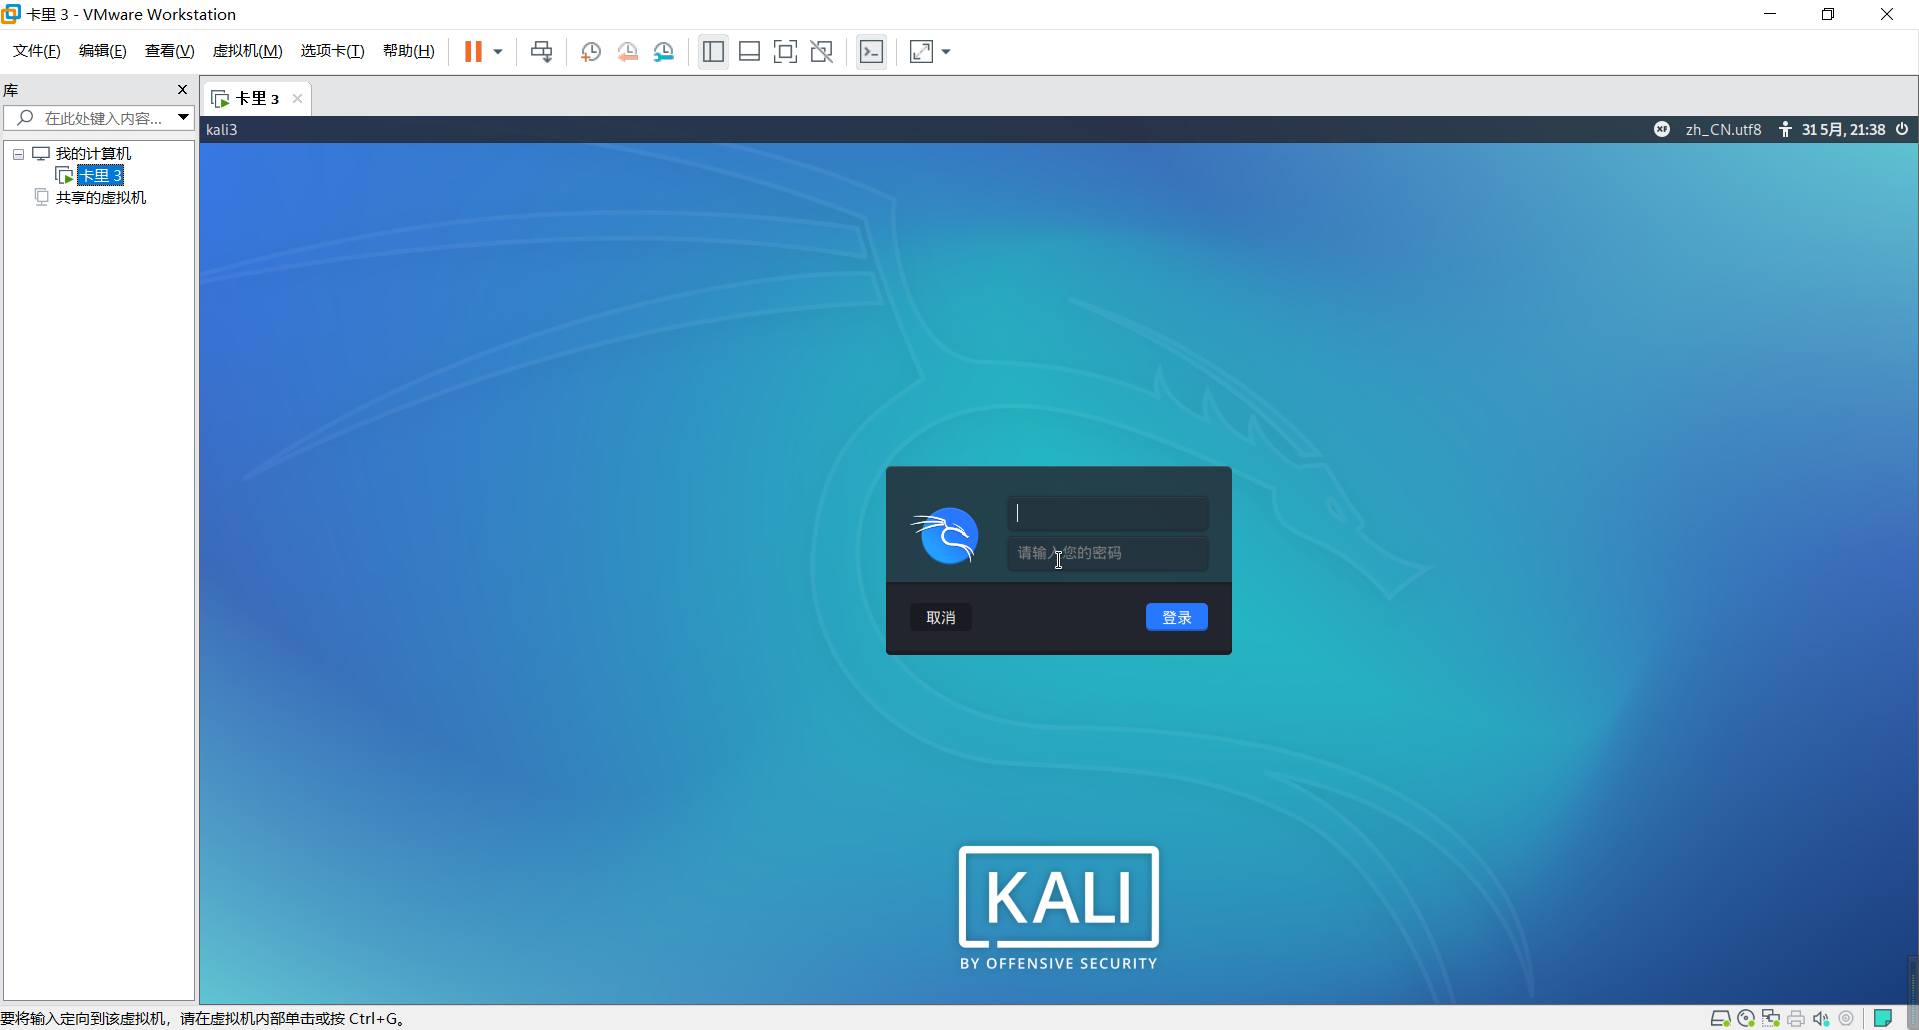 卡里 3 - VMware Workstation
文件(F) 编辑(E) 查看(V) 虚拟机(M) 选项卡(T) 帮助(H)
库
在此处键入内容...
我的计算机
卡里 3
共享的虚拟机
卡里 3
kali3
zh_CN.utf8 31 5月, 21:38
请输入您的密码
取消
登录
KALI
BY OFFENSIVE SECURITY
要将输入定向到该虚拟机，请在虚拟机内部单击或按 Ctrl+G。